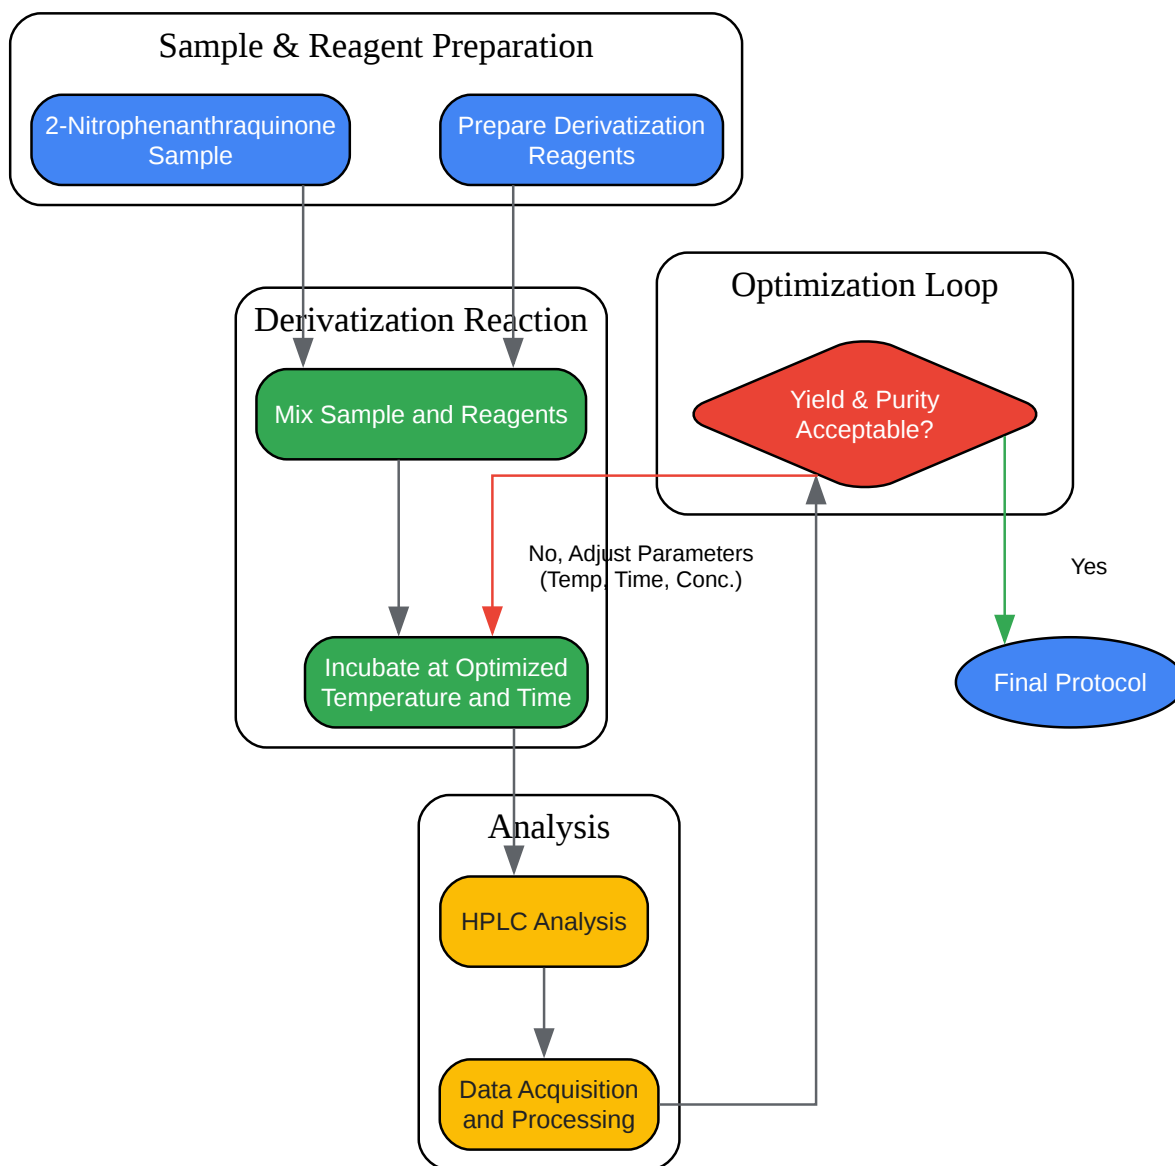 Sample & Reagent Preparation
2-Nitrophenanthraquinone
Sample
Prepare Derivatization
Reagents
Optimization Loop
Derivatization Reaction
Yield & Purity
Acceptable?
Mix Sample and Reagents
No, Adjust Parameters
(Temp, Time, Conc.)
Yes
Incubate at Optimized
Temperature and Time
Final Protocol
Analysis
HPLC Analysis
Data Acquisition
and Processing